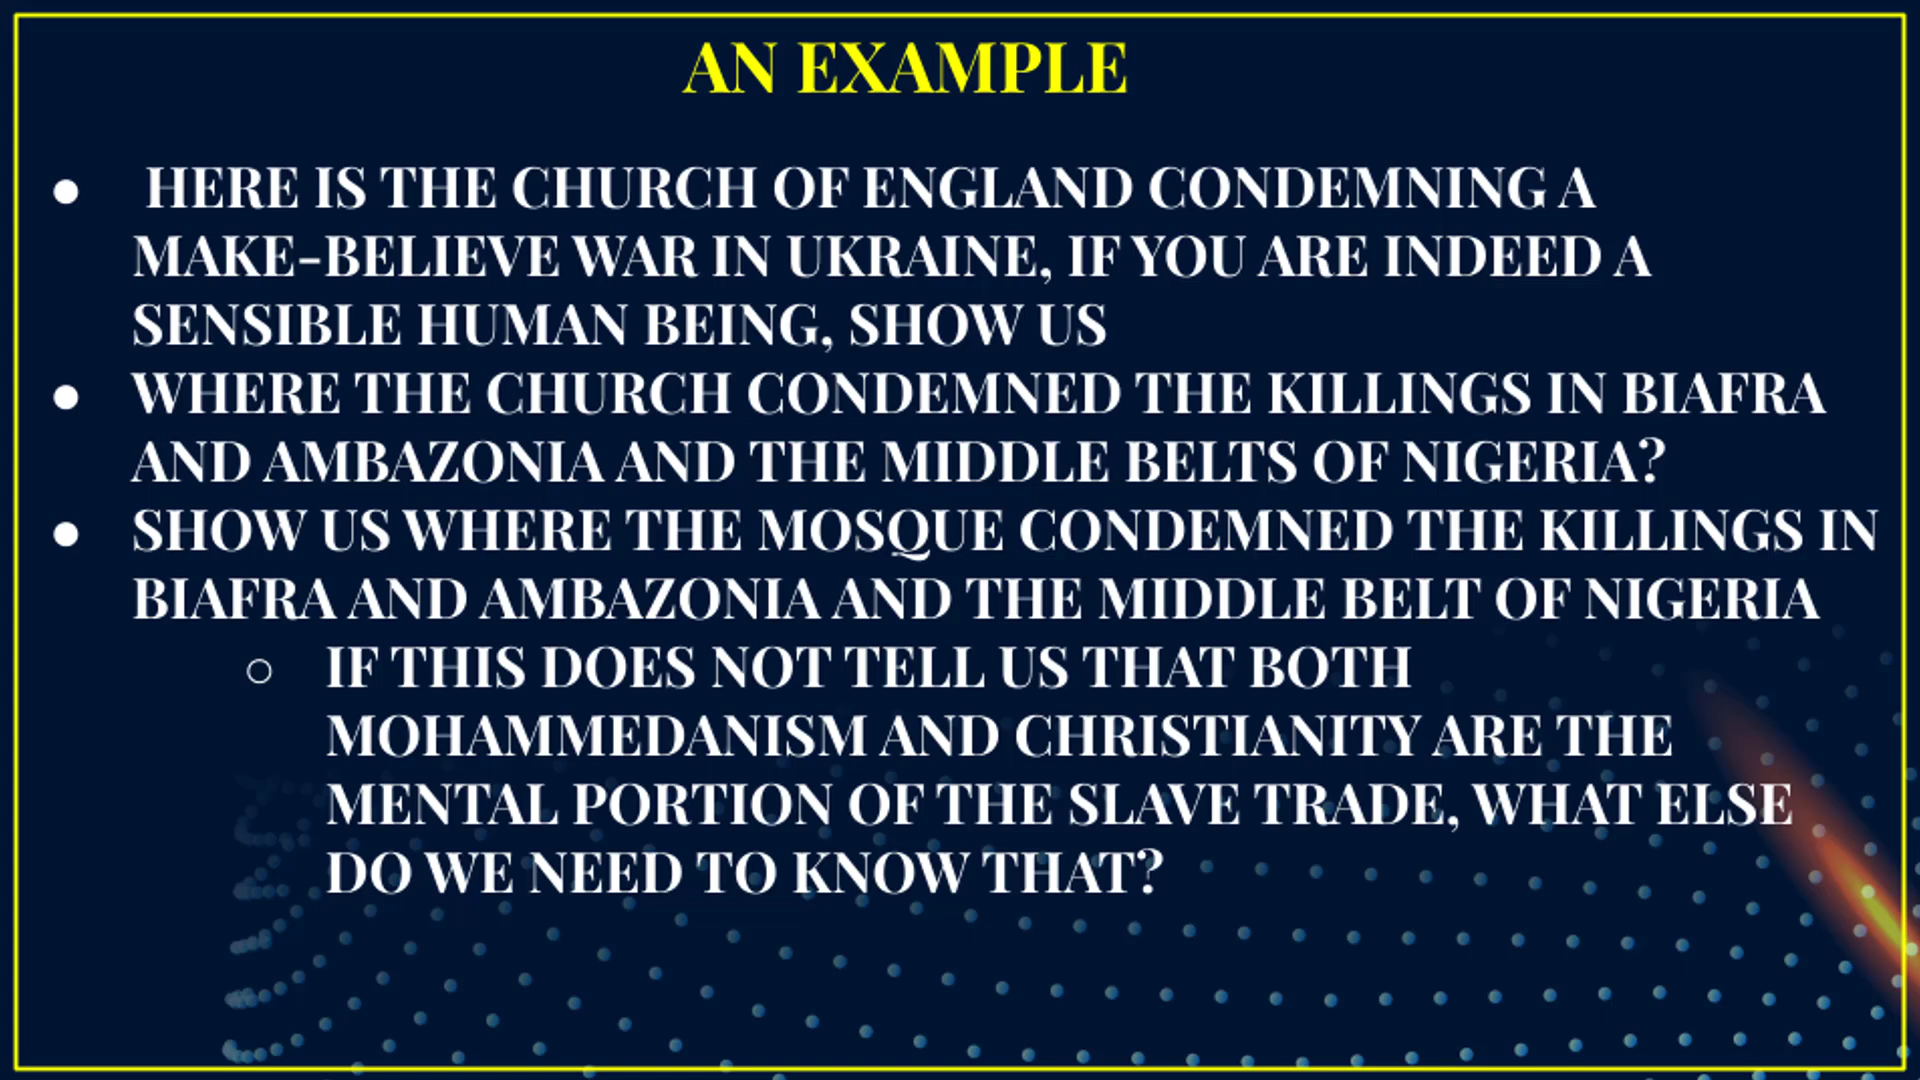 AN EXAMPLE
● HERE IS THE CHURCH OF ENGLAND CONDEMNING A
MAKE-BELIEVE WAR IN UKRAINE, IF YOU ARE INDEED A
SENSIBLE HUMAN BEING, SHOW US
● WHERE THE CHURCH CONDEMNED THE KILLINGS IN BIAFRA
AND AMBAZONIA AND THE MIDDLE BELTS OF NIGERIA?
● SHOW US WHERE THE MOSQUE CONDEMNED THE KILLINGS IN
BIAFRA AND AMBAZONIA AND THE MIDDLE BELT OF NIGERIA
○ IF THIS DOES NOT TELL US THAT BOTH
MOHAMMEDANISM AND CHRISTIANITY ARE THE
MENTAL PORTION OF THE SLAVE TRADE, WHAT ELSE
DO WE NEED TO KNOW THAT?